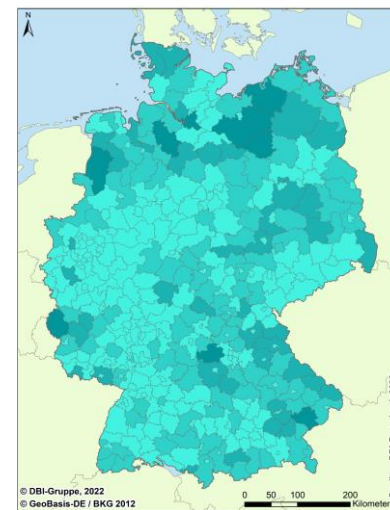 N
© DBI-Gruppe, 2022
© GeoBasis-DE / BKG 2012
0 50 100 200
Kilometer